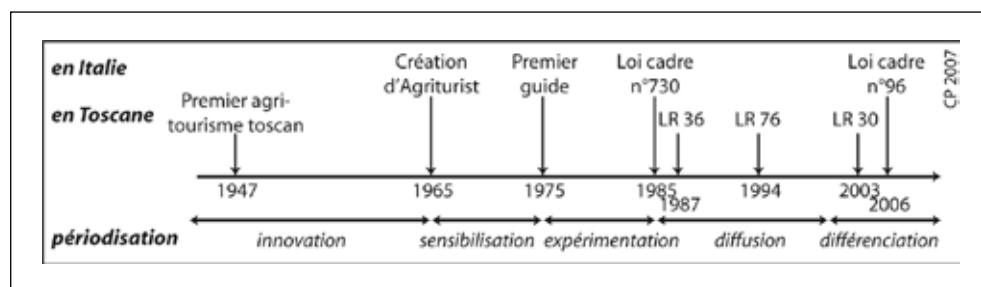 en Italie
Création
d'Agriturist
Premier
guide
Loi cadre
n°730
Loi cadre
n°96
CP 2007
en Toscane
Premier agri-
tourisme toscan
LR 36
LR 76
LR 30
1947
1965
1975
1985
1987
1994
2003
2006
périodisation
innovation
sensibilisation
expérimentation
diffusion
différenciation